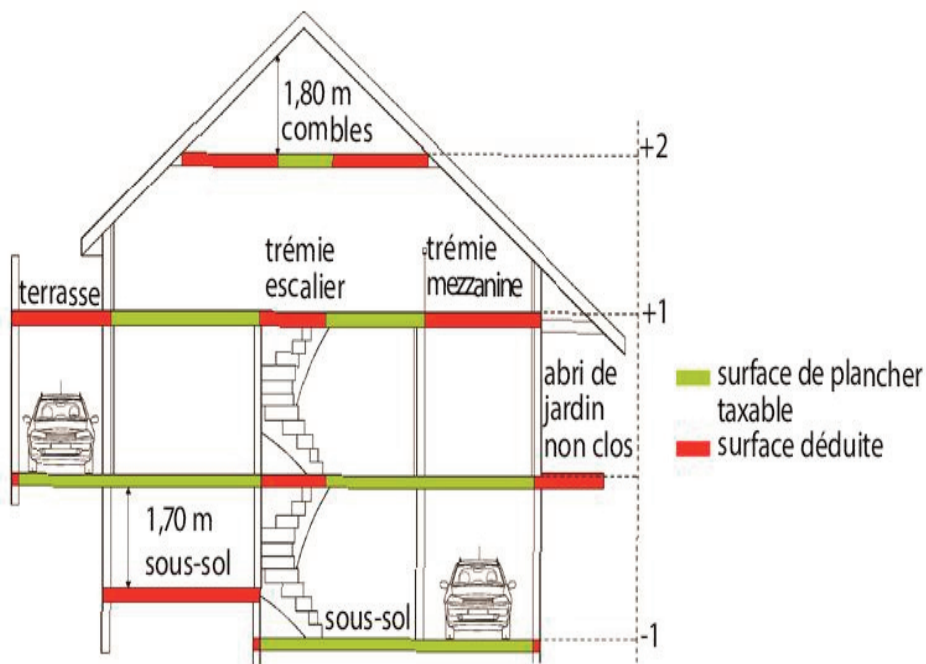 1,80 m
combles
+2
trémie
escalier
trémie
mezzanine
terrasse
+1
abri de
jardin
non clos
surface de plancher
taxable
surface déduite
1,70 m
sous-sol
sous-sol
-1